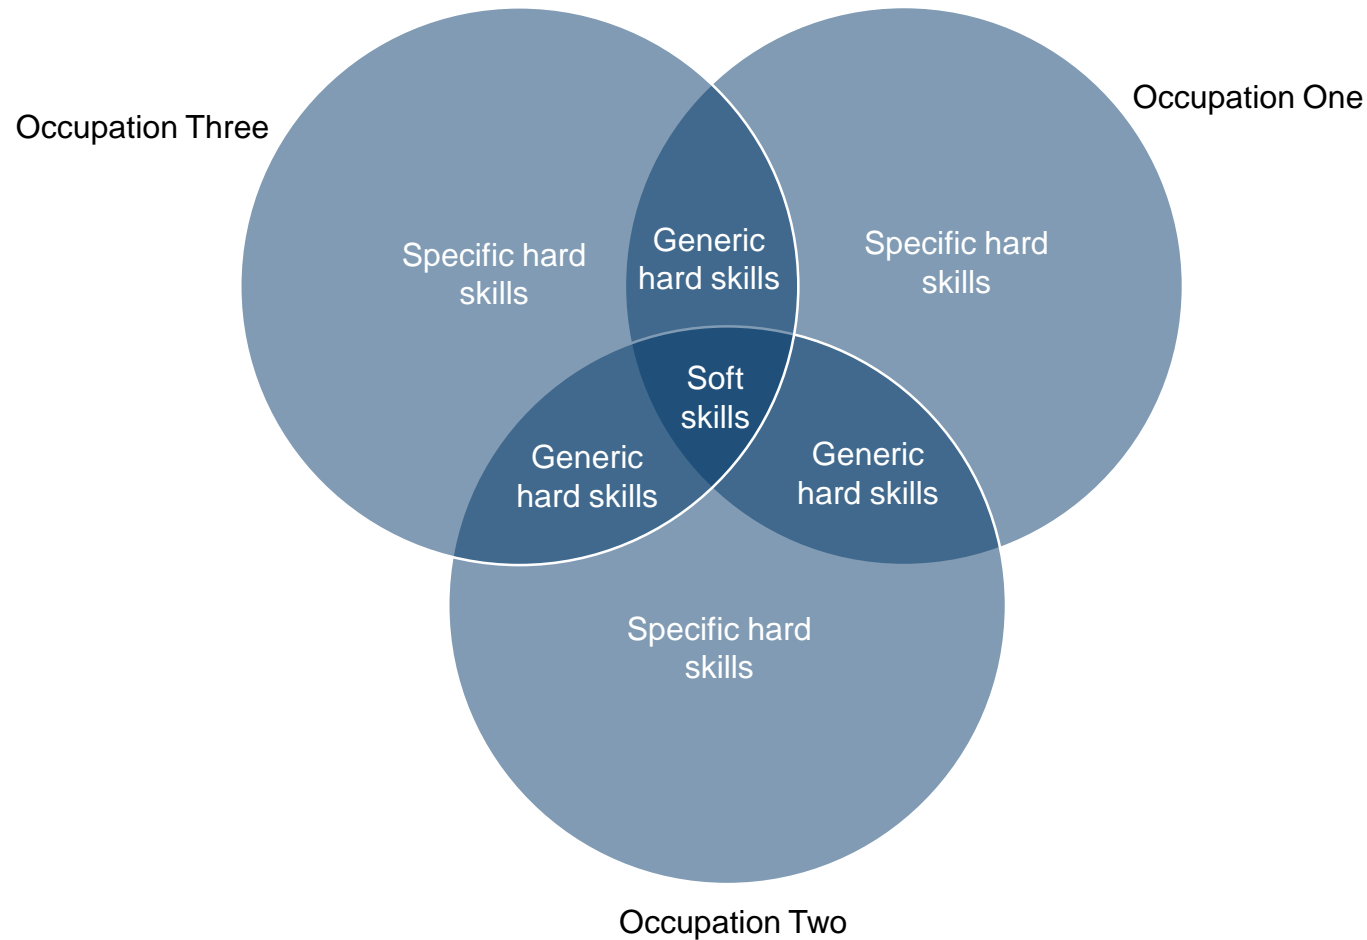 Occupation One
Occupation Three
Specific hard
skills
Generic
hard skills
Specific hard
skills
Soft
skills
Generic
hard skills
Generic
hard skills
Specific hard
skills
Occupation Two